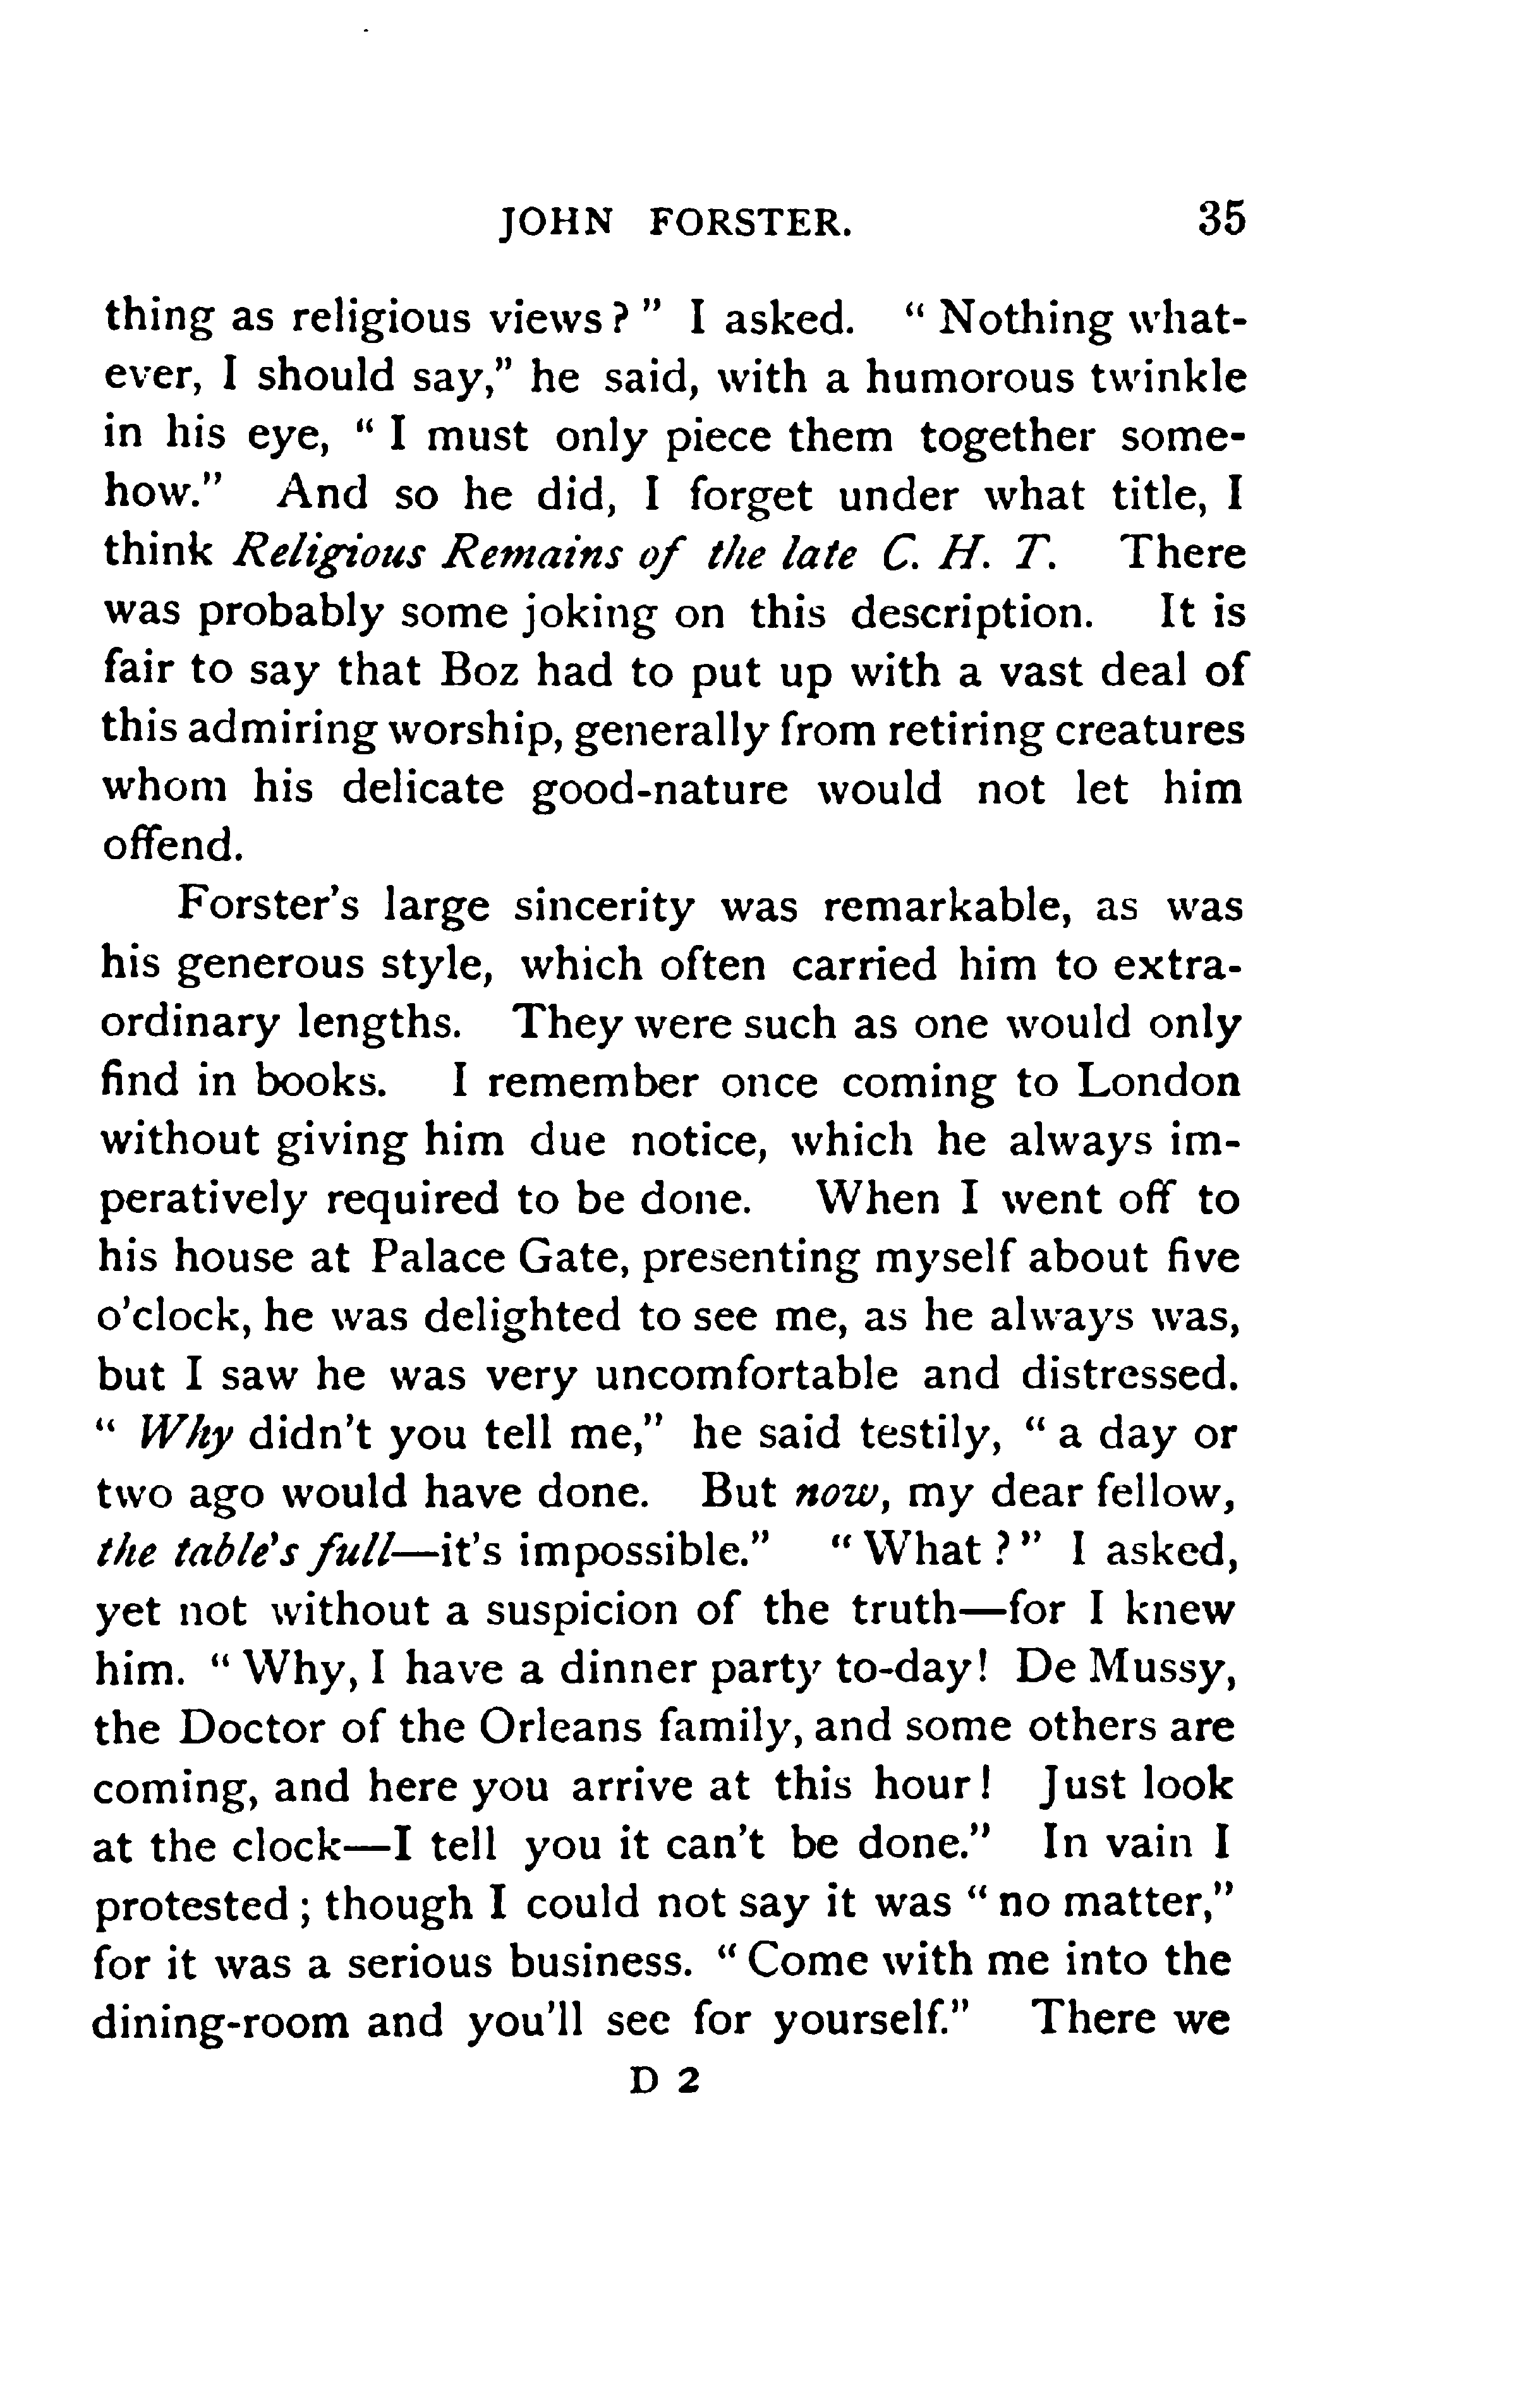 JOHN FORSTER. 35
thing as religious views?" I asked. "Nothing what-
ever, I should say," he said, with a humorous twinkle
in his eye, "I must only piece them together some-
how." And so he did, I forget under what title, I
think Religious Remains of the late C. H. T. There
was probably some joking on this description. It is
fair to say that Boz had to put up with a vast deal of
this admiring worship, generally from retiring creatures
whom his delicate good-nature would not let him
offend.
Forster's large sincerity was remarkable, as was
his generous style, which often carried him to extra-
ordinary lengths. They were such as one would only
find in books. I remember once coming to London
without giving him due notice, which he always im-
peratively required to be done. When I went off to
his house at Palace Gate, presenting myself about five
o'clock, he was delighted to see me, as he always was,
but I saw he was very uncomfortable and distressed.
"Why didn't you tell me," he said testily, "a day or
two ago would have done. But now, my dear fellow,
the table's full—it's impossible." "What?" I asked,
yet not without a suspicion of the truth—for I knew
him. "Why, I have a dinner party to-day! De Mussy,
the Doctor of the Orleans family, and some others are
coming, and here you arrive at this hour! Just look
at the clock—I tell you it can't be done." In vain I
protested; though I could not say it was "no matter,"
for it was a serious business. "Come with me into the
dining-room and you'll see for yourself." There we
D 2